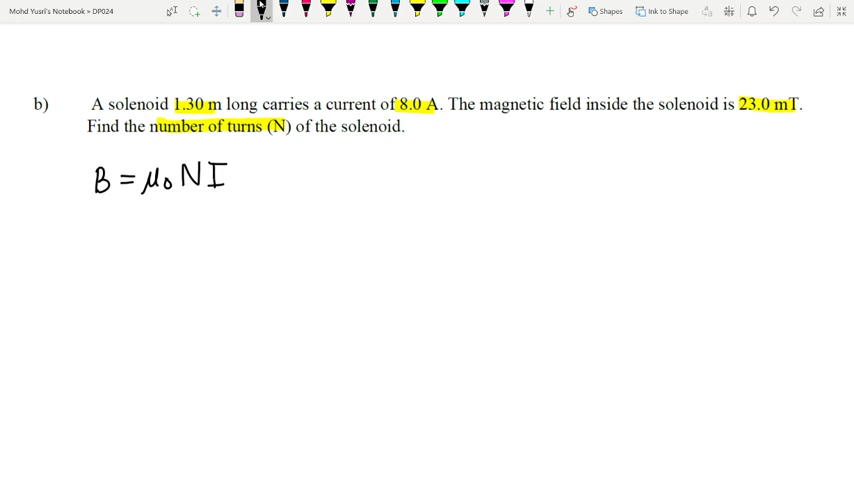 Mohd Yusri's Notebook » DP024
Shapes
Ink to Shape
b) A solenoid 1.30 m long carries a current of 8.0 A. The magnetic field inside the solenoid is 23.0 mT.
Find the number of turns (N) of the solenoid.
B = μ₀ N I